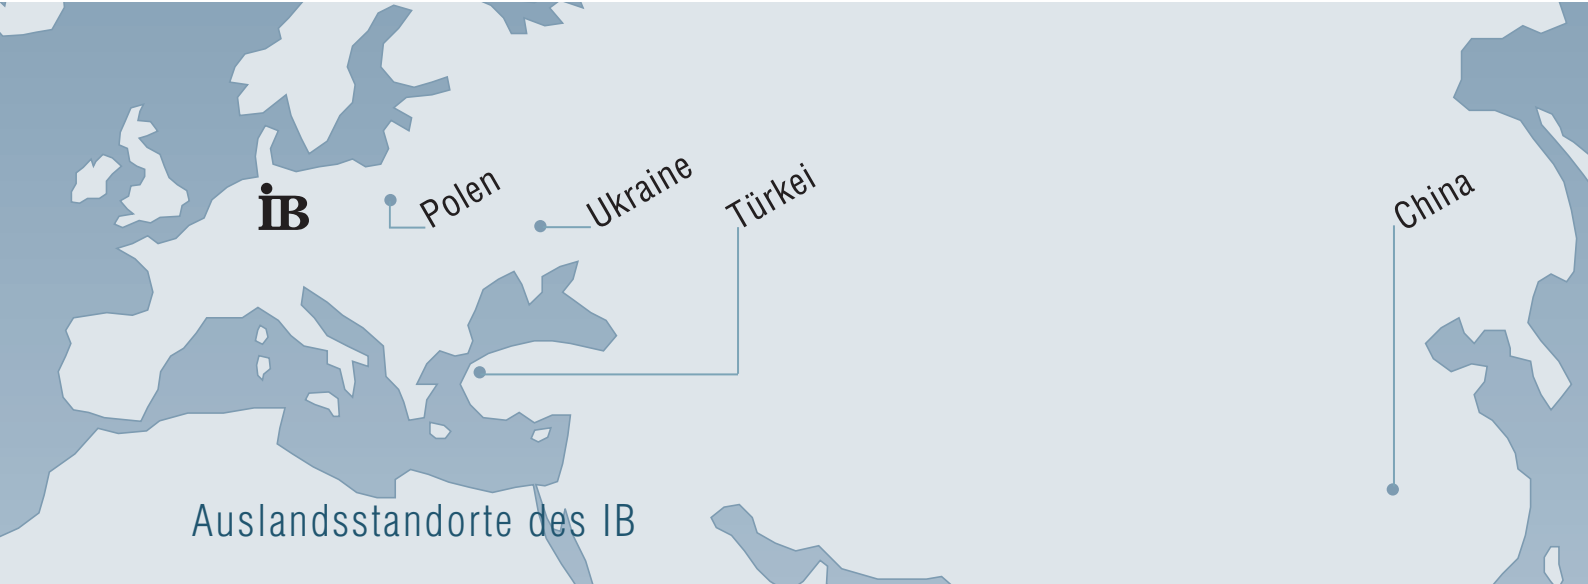 iB
Polen
Ukraine
Türkei
China
Auslandsstandorte des IB